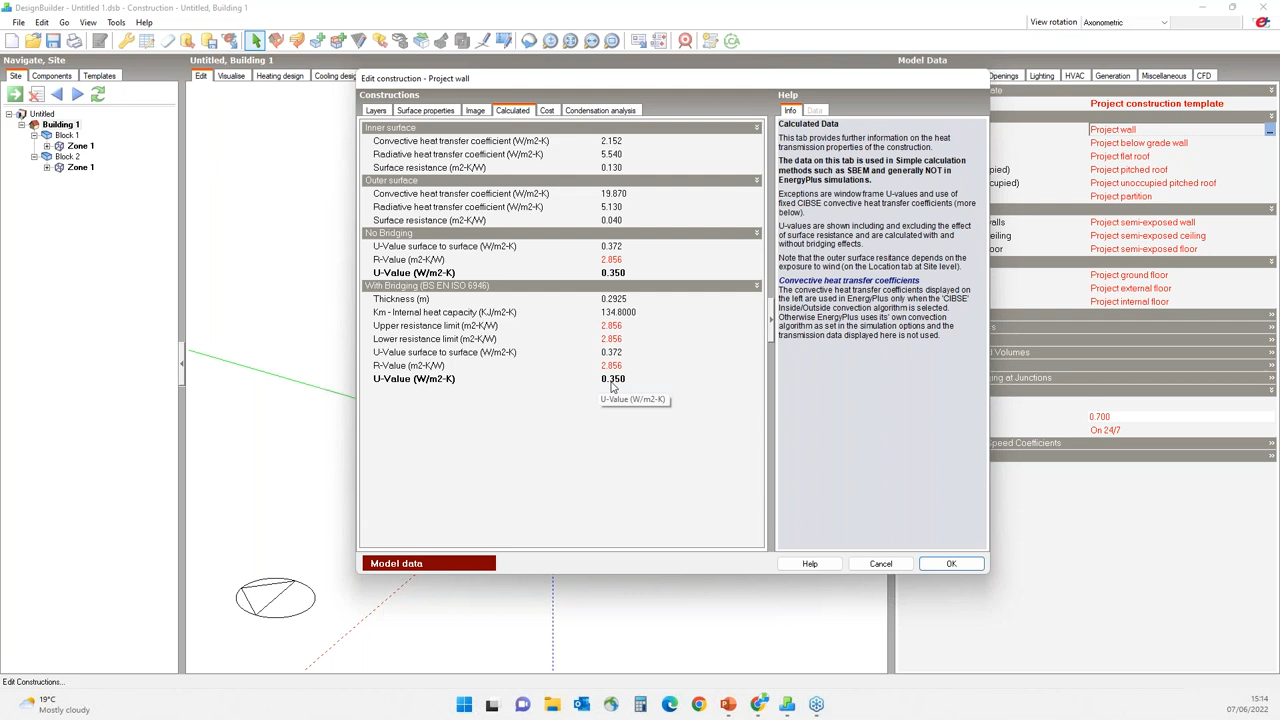 DesignBuilder - Untitled 1.dsb - Construction - Untitled, Building 1
File Edit Go View Tools Help
View rotation Axonometric
Navigate, Site
Untitled, Building 1
Model Data
Site Components Templates
Edit Visualise Heating design Cooling desig
Openings Lighting HVAC Generation Miscellaneous CFD
Untitled
Building 1
Block 1
Zone 1
Block 2
Zone 1
Edit construction - Project wall
Constructions
Layers Surface properties Image Calculated Cost Condensation analysis
Inner surface
Convective heat transfer coefficient (W/m2-K) 2.152
Radiative heat transfer coefficient (W/m2-K) 5.540
Surface resistance (m2-K/W) 0.130
Outer surface
Convective heat transfer coefficient (W/m2-K) 19.870
Radiative heat transfer coefficient (W/m2-K) 5.130
Surface resistance (m2-K/W) 0.040
No Bridging
U-Value surface to surface (W/m2-K) 0.372
R-Value (m2-K/W) 2.856
U-Value (W/m2-K) 0.350
With Bridging (BS EN ISO 6946)
Thickness (m) 0.2925
Km - Internal heat capacity (KJ/m2-K) 134.8000
Upper resistance limit (m2-K/W) 2.856
Lower resistance limit (m2-K/W) 2.856
U-Value surface to surface (W/m2-K) 0.372
R-Value (m2-K/W) 2.856
U-Value (W/m2-K) 0.350
U-Value (W/m2-K)
Model data
Help
Info Data
Calculated Data
This tab provides further information on the heat
transmission properties of the construction.
The data on this tab is used in Simple calculation
methods such as SBEM and generally NOT in
EnergyPlus simulations.
Exceptions are window frame U-values and use of
fixed CIBSE convective heat transfer coefficients (more
below).
U-values are shown including and excluding the effect
of surface resistance and are calculated with and
without bridging effects.
Note that the outer surface resitance depends on the
exposure to wind (on the Location tab at Site level).
Convective heat transfer coefficients
The convective heat transfer coefficients displayed on
the left are used in EnergyPlus only when the 'CIBSE'
Inside/Outside convection algorithm is selected.
Otherwise EnergyPlus uses its' own convection
algorithm as set in the simulation options and the
transmission data displayed here is not used.
Help Cancel OK
ate
Project construction template
Project wall
Project below grade wall
Project flat roof
pied) Project pitched roof
cupied) Project unoccupied pitched roof
Project partition
walls Project semi-exposed wall
eiling Project semi-exposed ceiling
oor Project semi-exposed floor
Project ground floor
Project external floor
Project internal floor
l Volumes
ng at Junctions
0.700
On 24/7
Speed Coefficients
Edit Constructions...
19°C
Mostly cloudy
15:14
07/06/2022